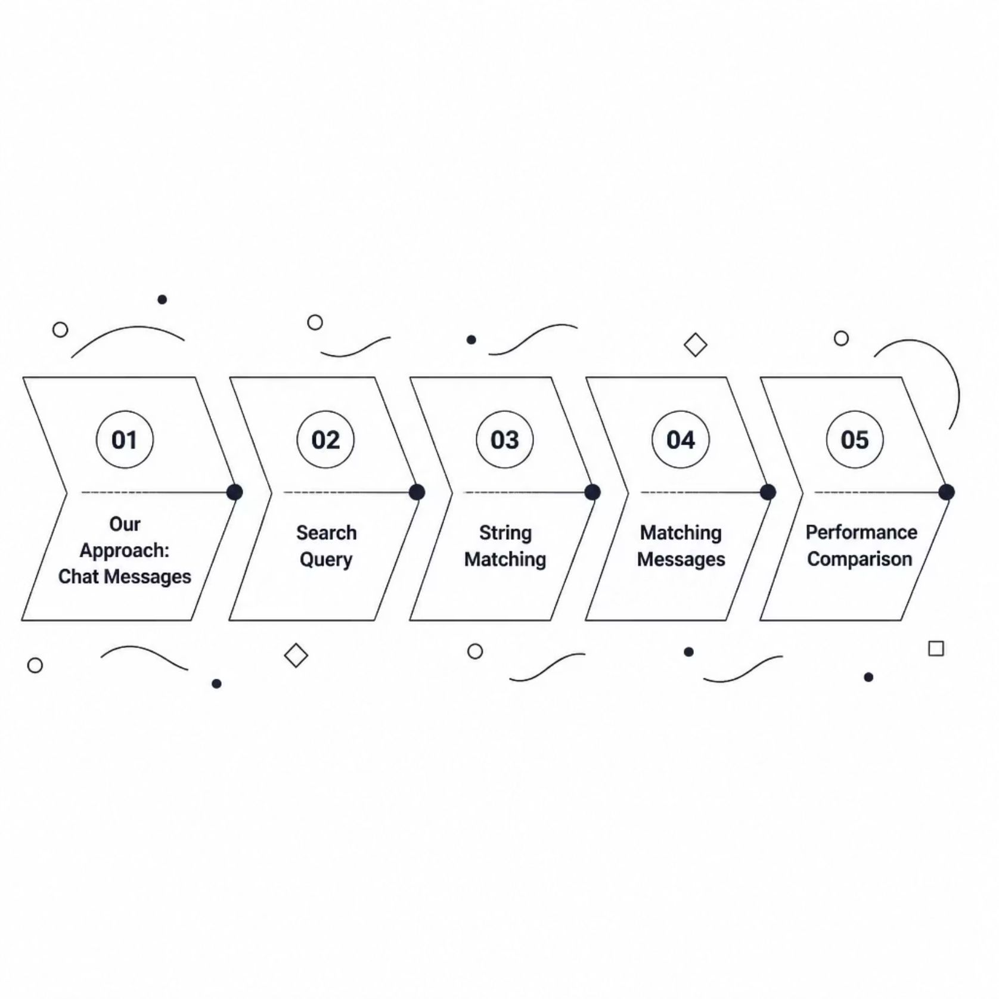 01
Our
Approach:
Chat Messages
02
Search
Query
03
String
Matching
04
Matching
Messages
05
Performance
Comparison